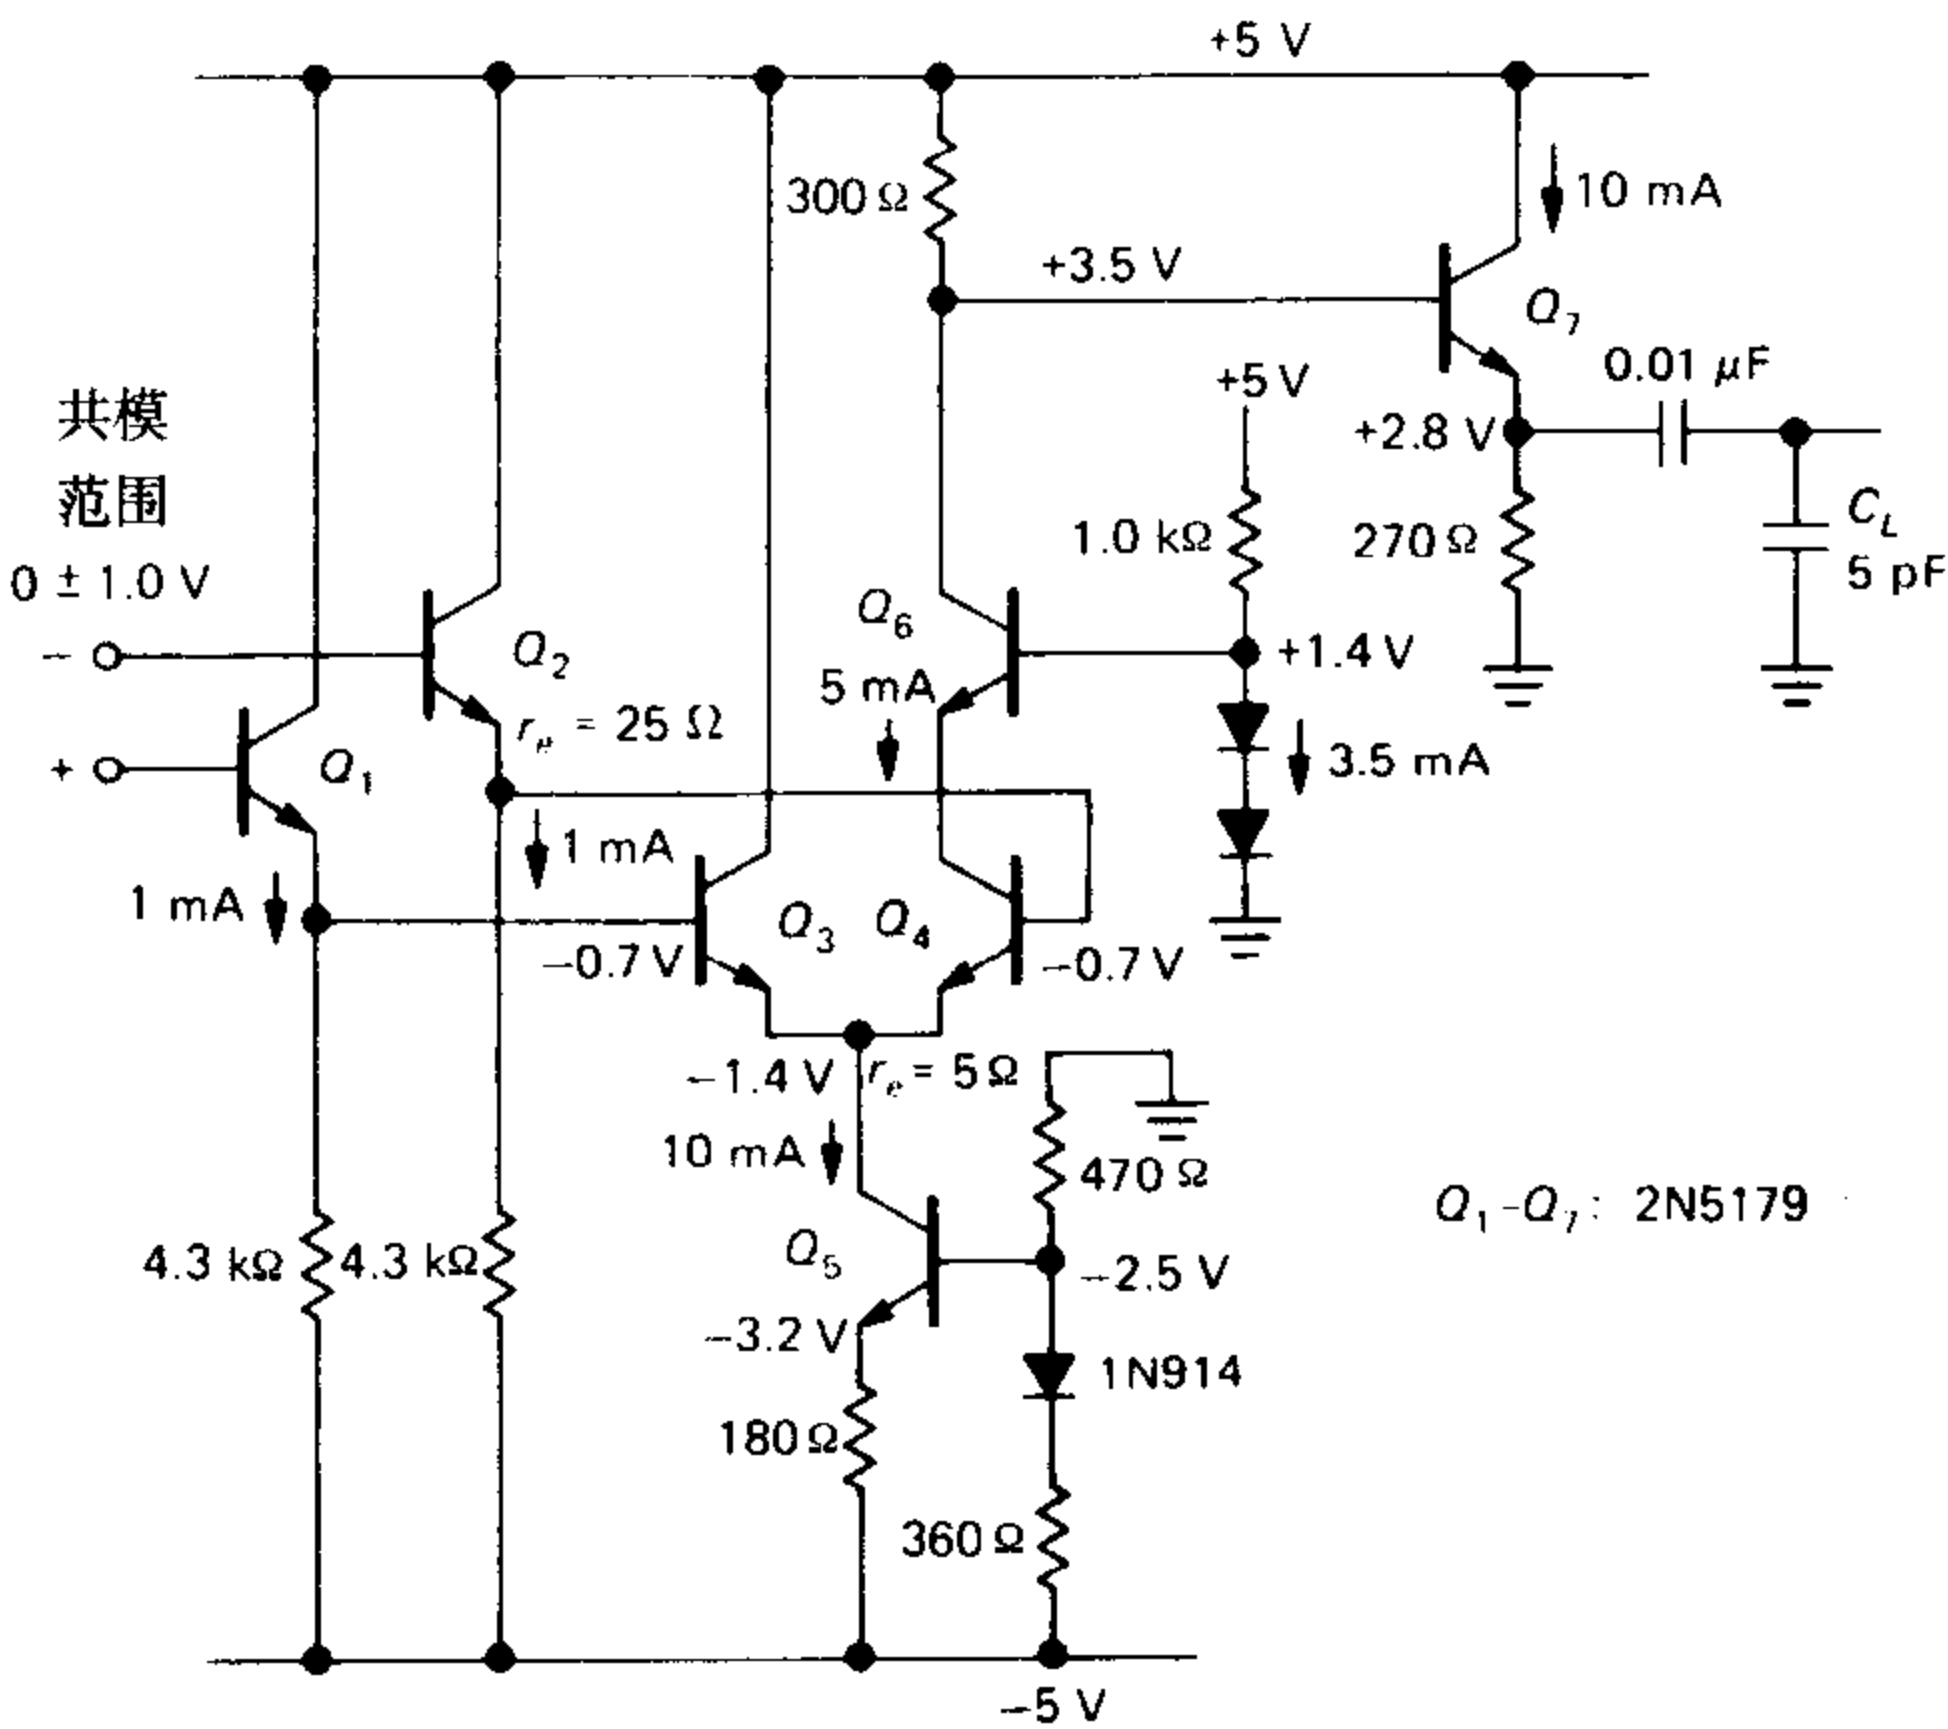 +5 V
300 Ω
10 mA
+3.5 V
Q7
0.01 μF
+5 V
共模
范围
0 ± 1.0 V
+2.8 V
CL
5 pF
1.0 kΩ
270 Ω
Q6
+1.4 V
−
Q2
5 mA
re = 25 Ω
+
Q1
3.5 mA
1 mA
1 mA
Q3
Q4
−0.7 V
−0.7 V
−1.4 V
re = 5 Ω
10 mA
470 Ω
Q1–Q7: 2N5179
4.3 kΩ
4.3 kΩ
Q5
−2.5 V
−3.2 V
1N914
180 Ω
360 Ω
−5 V